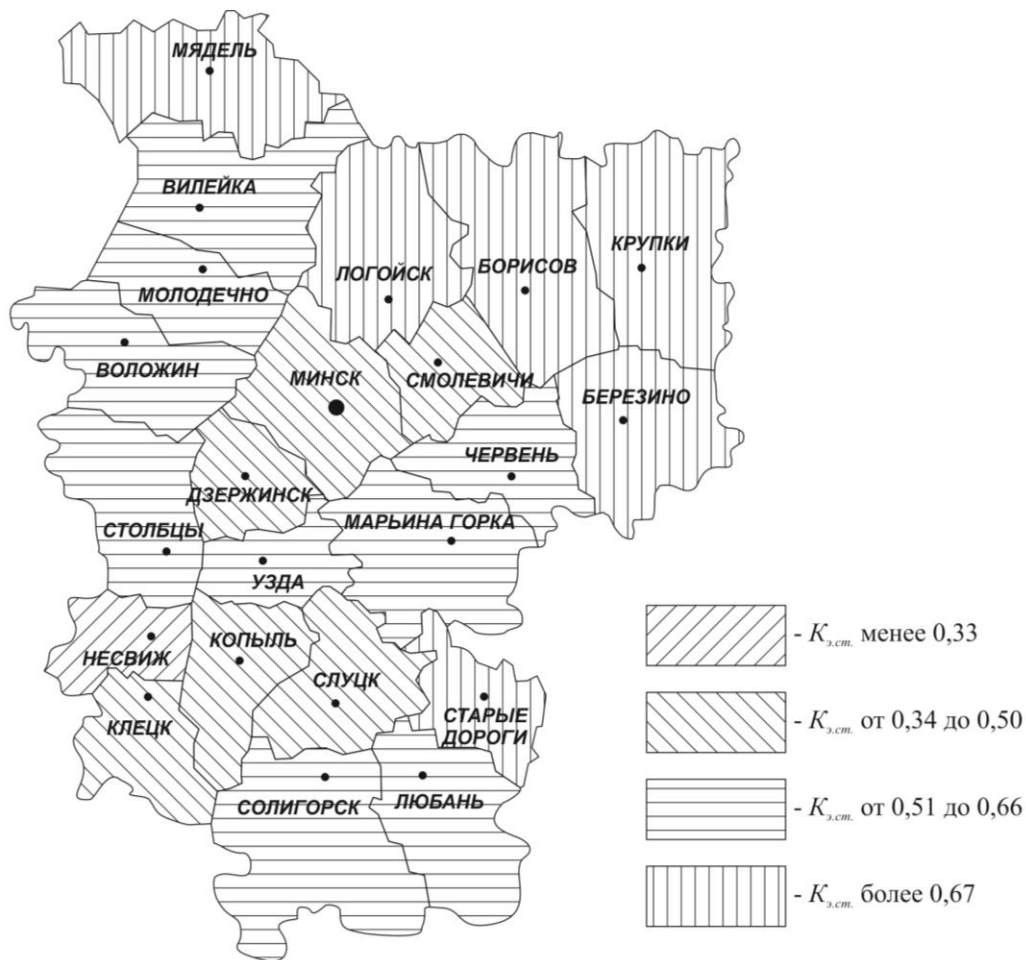 МЯДЕЛЬ
ВИЛЕЙКА
МОЛОДЕЧНО
ЛОГОЙСК
БОРИСОВ
КРУПКИ
ВОЛОЖИН
МИНСК
СМОЛЕВИЧИ
БЕРЕЗИНО
ЧЕРВЕНЬ
ДЗЕРЖИНСК
МАРЬИНА ГОРКА
СТОЛБЦЫ
УЗДА
НЕСВИЖ
КОПЫЛЬ
СЛУЦК
КЛЕЦК
СТАРЫЕ
ДОРОГИ
СОЛИГОРСК
ЛЮБАНЬ
- Kэ.ст. менее 0,33
- Kэ.ст. от 0,34 до 0,50
- Kэ.ст. от 0,51 до 0,66
- Kэ.ст. более 0,67